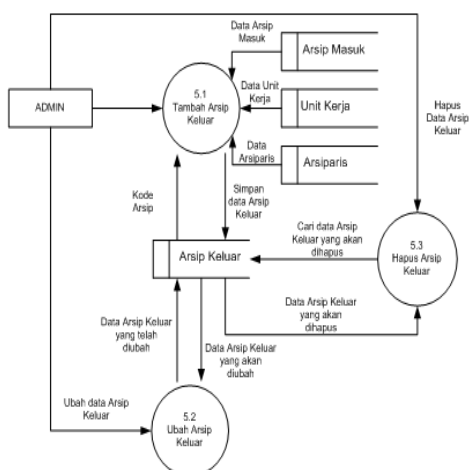 Data Arsip
Masuk
Arsip Masuk
5.1
Tambah Arsip
Keluar
ADMIN
Data Unit
Kerja
Unit Kerja
Hapus
Data Arsip
Keluar
Data
Arsiparis
Arsiparis
Kode
Arsip
Simpan
data Arsip
Keluar
Cari data Arsip
Keluar yang akan
dihapus
5.3
Hapus Arsip
Keluar
Arsip Keluar
Data Arsip Keluar
yang akan
dihapus
Data Arsip Keluar
yang telah
diubah
Data Arsip Keluar
yang akan
diubah
Ubah data Arsip
Keluar
5.2
Ubah Arsip
Keluar